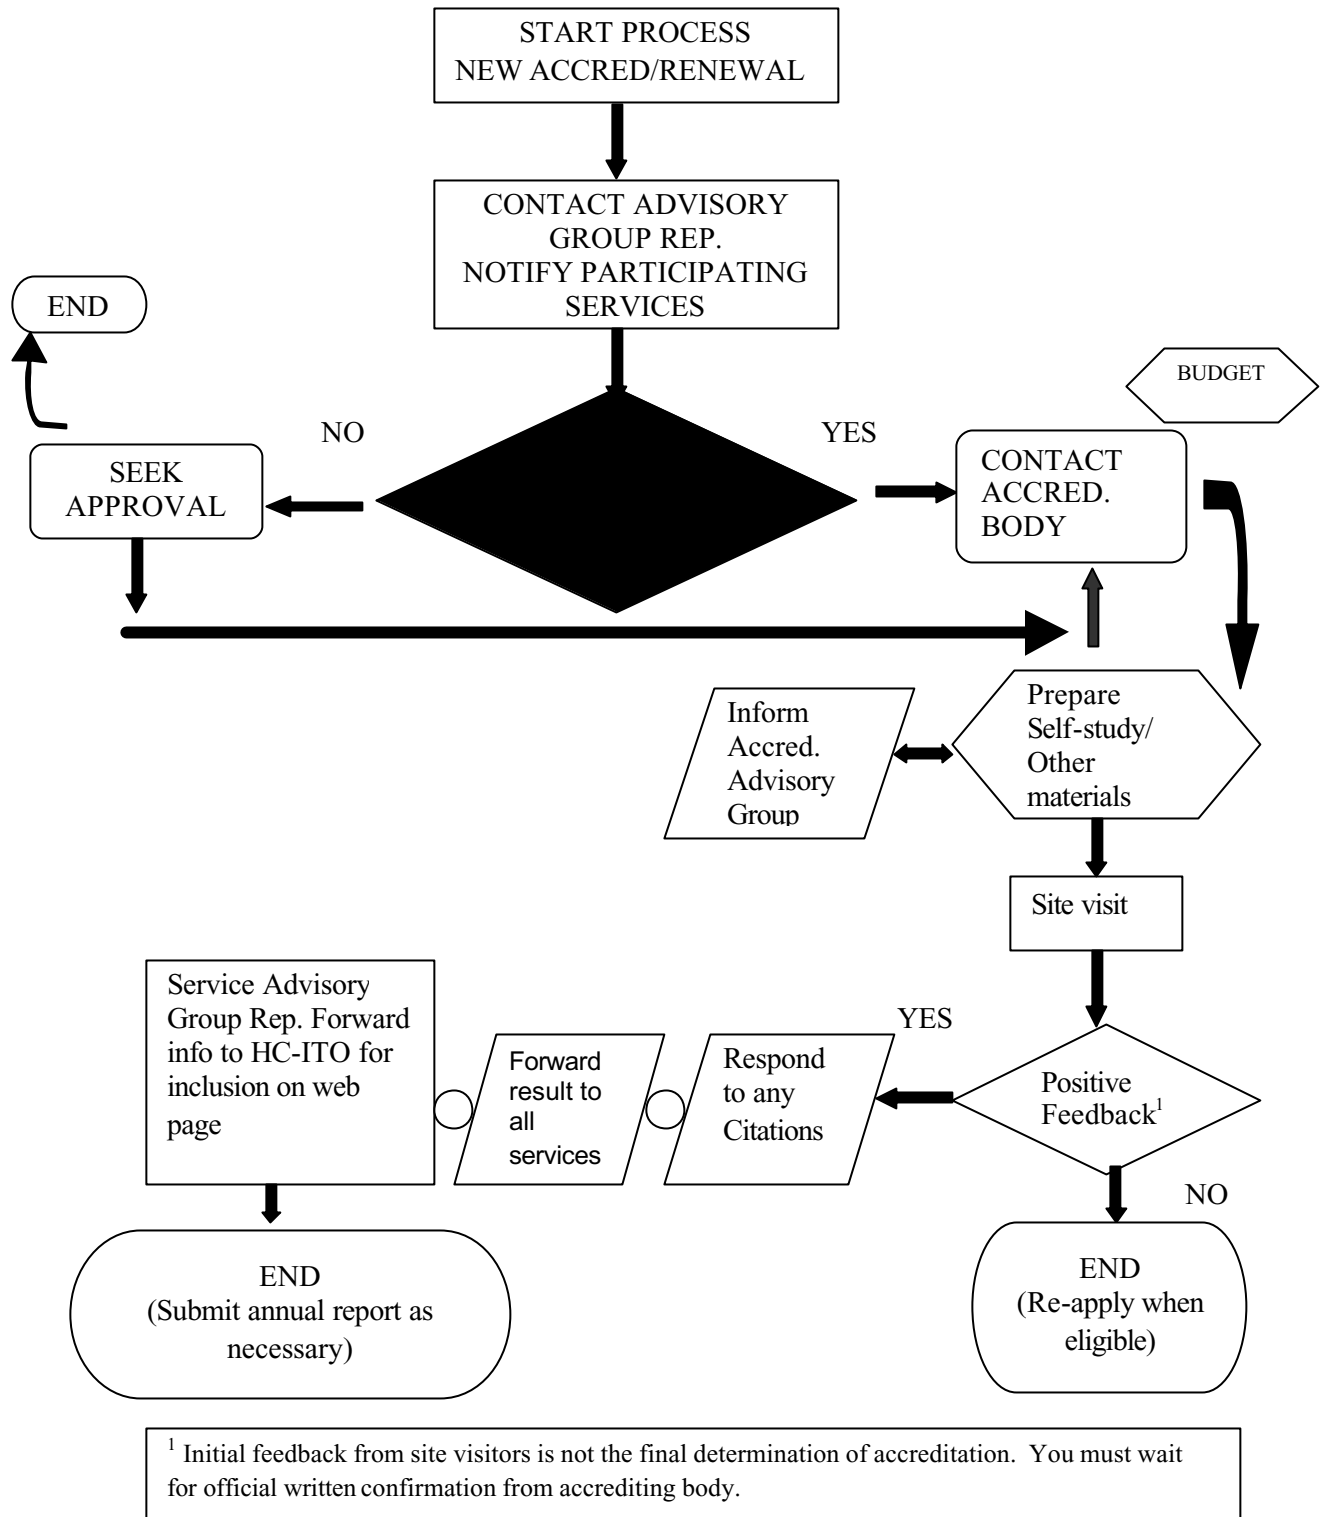 START PROCESS
NEW ACCRED/RENEWAL
CONTACT ADVISORY
GROUP REP.
NOTIFY PARTICIPATING
SERVICES
END
BUDGET
NO
YES
SEEK
APPROVAL
CONTACT
ACCRED.
BODY
Inform
Accred.
Advisory
Group
Prepare
Self-study/
Other
materials
Site visit
Service Advisory
Group Rep. Forward
info to HC-ITO for
inclusion on web
page
Forward
result to
all
services
YES
Respond
to any
Citations
Positive
Feedback¹
NO
END
(Submit annual report as
necessary)
END
(Re-apply when
eligible)
¹ Initial feedback from site visitors is not the final determination of accreditation.  You must wait
for official written confirmation from accrediting body.